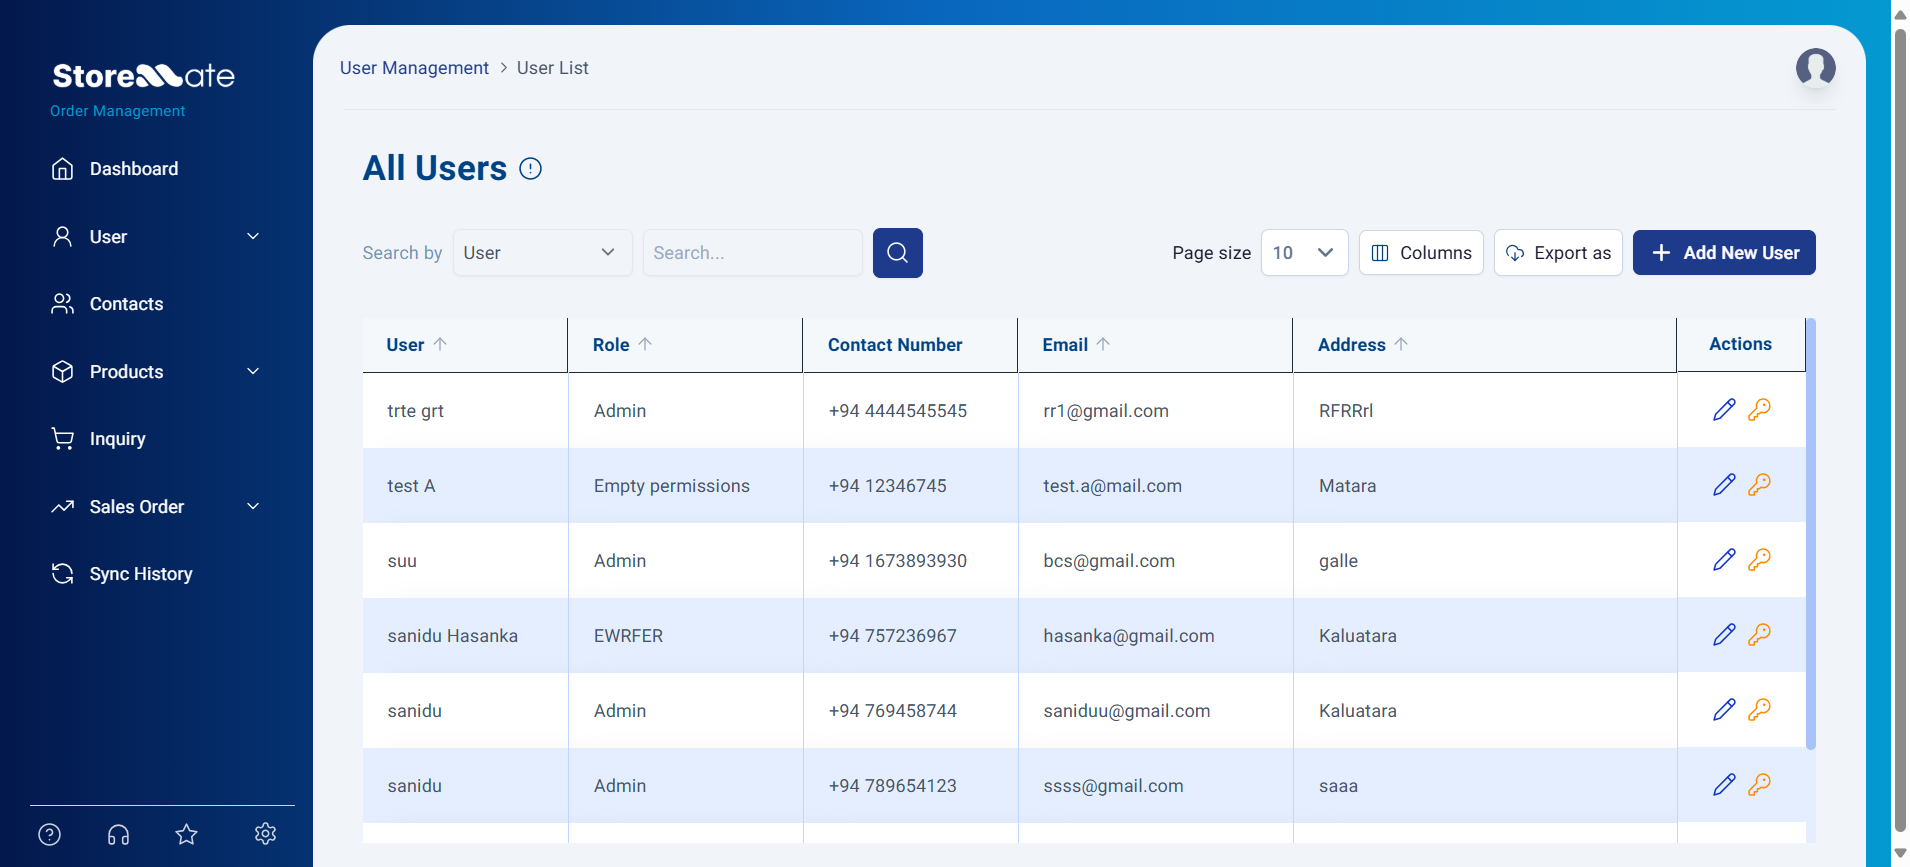 StoreMate
Order Management
Dashboard
User
Contacts
Products
Inquiry
Sales Order
Sync History
User Management > User List
All Users
Search by User Search... Page size 10 Columns Export as + Add New User
User Role Contact Number Email Address Actions
trte grt Admin +94 4444545545 rr1@gmail.com RFRRrl
test A Empty permissions +94 12346745 test.a@mail.com Matara
suu Admin +94 1673893930 bcs@gmail.com galle
sanidu Hasanka EWRFER +94 757236967 hasanka@gmail.com Kaluatara
sanidu Admin +94 769458744 saniduu@gmail.com Kaluatara
sanidu Admin +94 789654123 ssss@gmail.com saaa